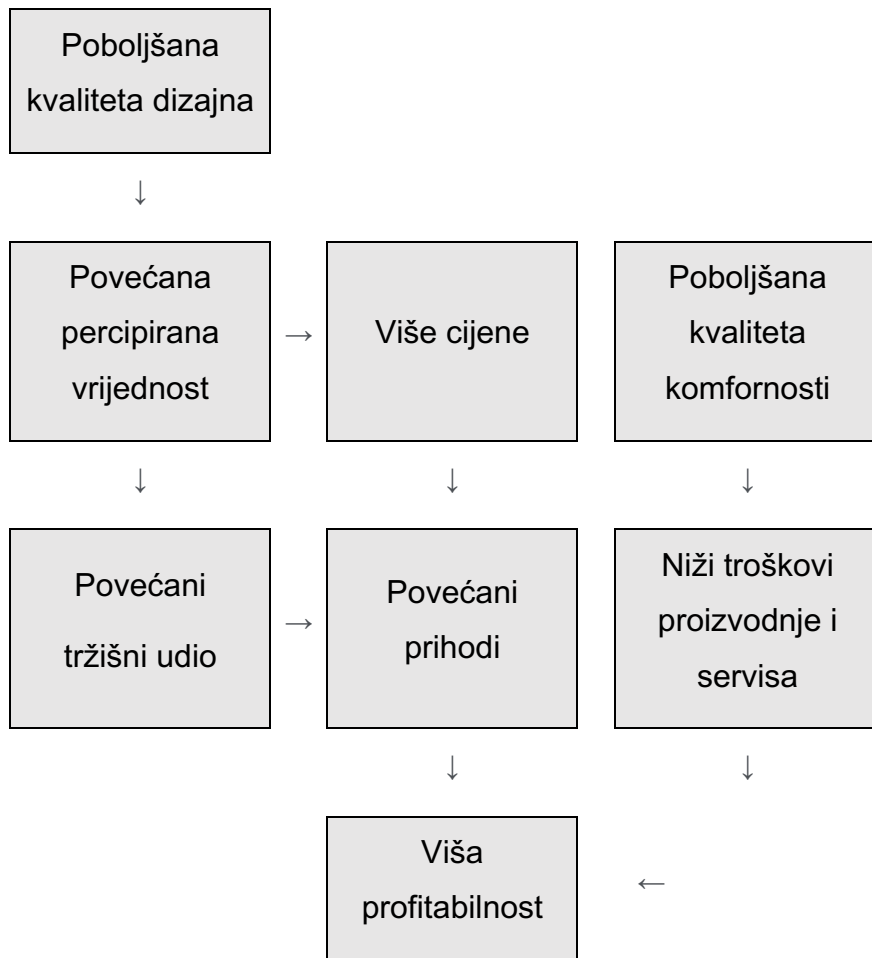 Poboljšana
kvaliteta dizajna
↓
Povećana
percipirana
vrijednost
→
Više cijene
Poboljšana
kvaliteta
komfornosti
↓
↓
↓
Povećani
tržišni udio
→
Povećani
prihodi
Niži troškovi
proizvodnje i
servisa
↓
↓
Viša
profitabilnost
←